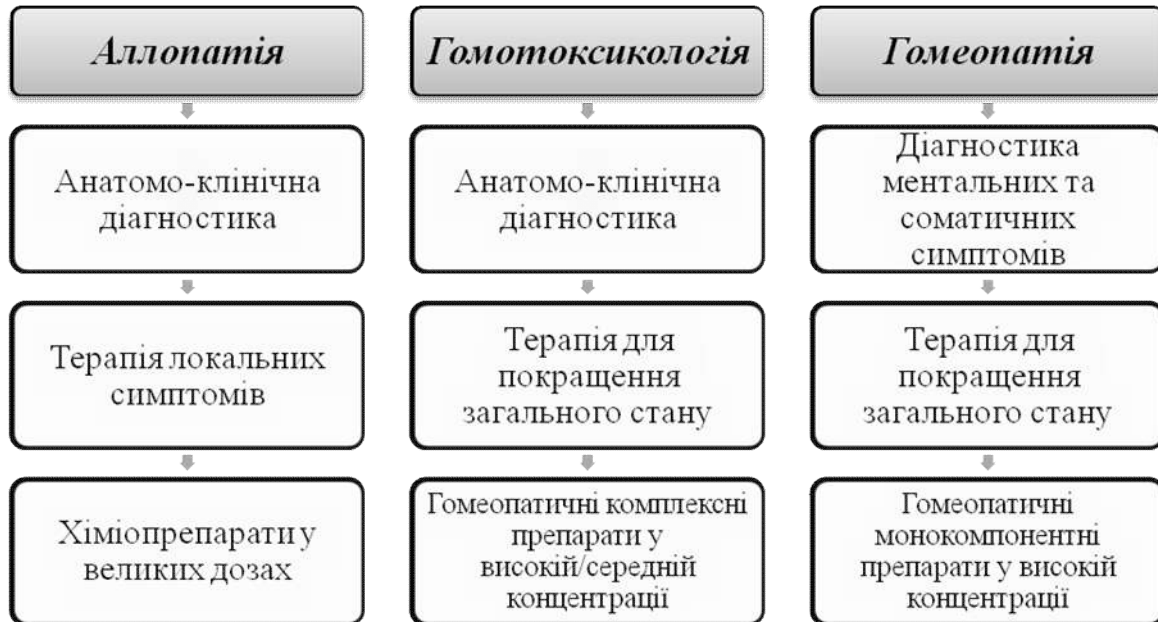 Аллопатія
Анатомо-клінічна
діагностика
Терапія локальних
симптомів
Хіміопрепарати у
великих дозах
Гомотоксикологія
Анатомо-клінічна
діагностика
Терапія для
покращення
загального стану
Гомеопатичні комплексні
препарати у
високій/середній
концентрації
Гомеопатія
Діагностика
ментальних та
соматичних
симптомів
Терапія для
покращення
загального стану
Гомеопатичні
монокомпонентні
препарати у високій
концентрації